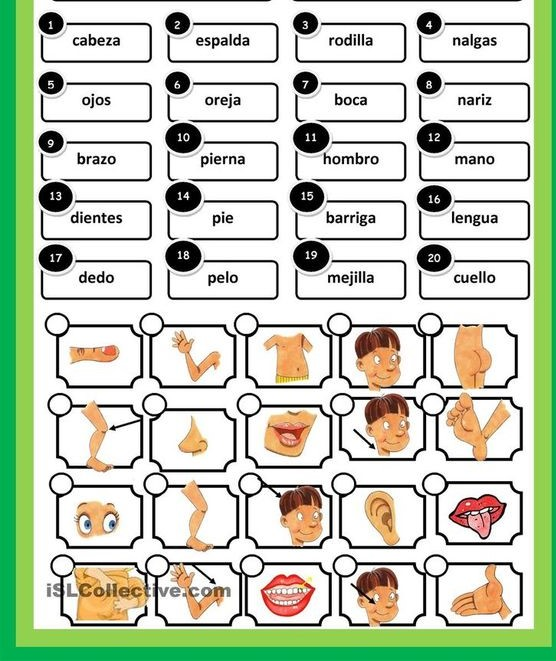 1 2 3 4
cabeza espalda rodilla nalgas
5 6 7 8
ojos oreja boca nariz
9 10 11 12
brazo pierna hombro mano
13 14 15 16
dientes pie barriga lengua
17 18 19 20
dedo pelo mejilla cuello
iSLCollective.com